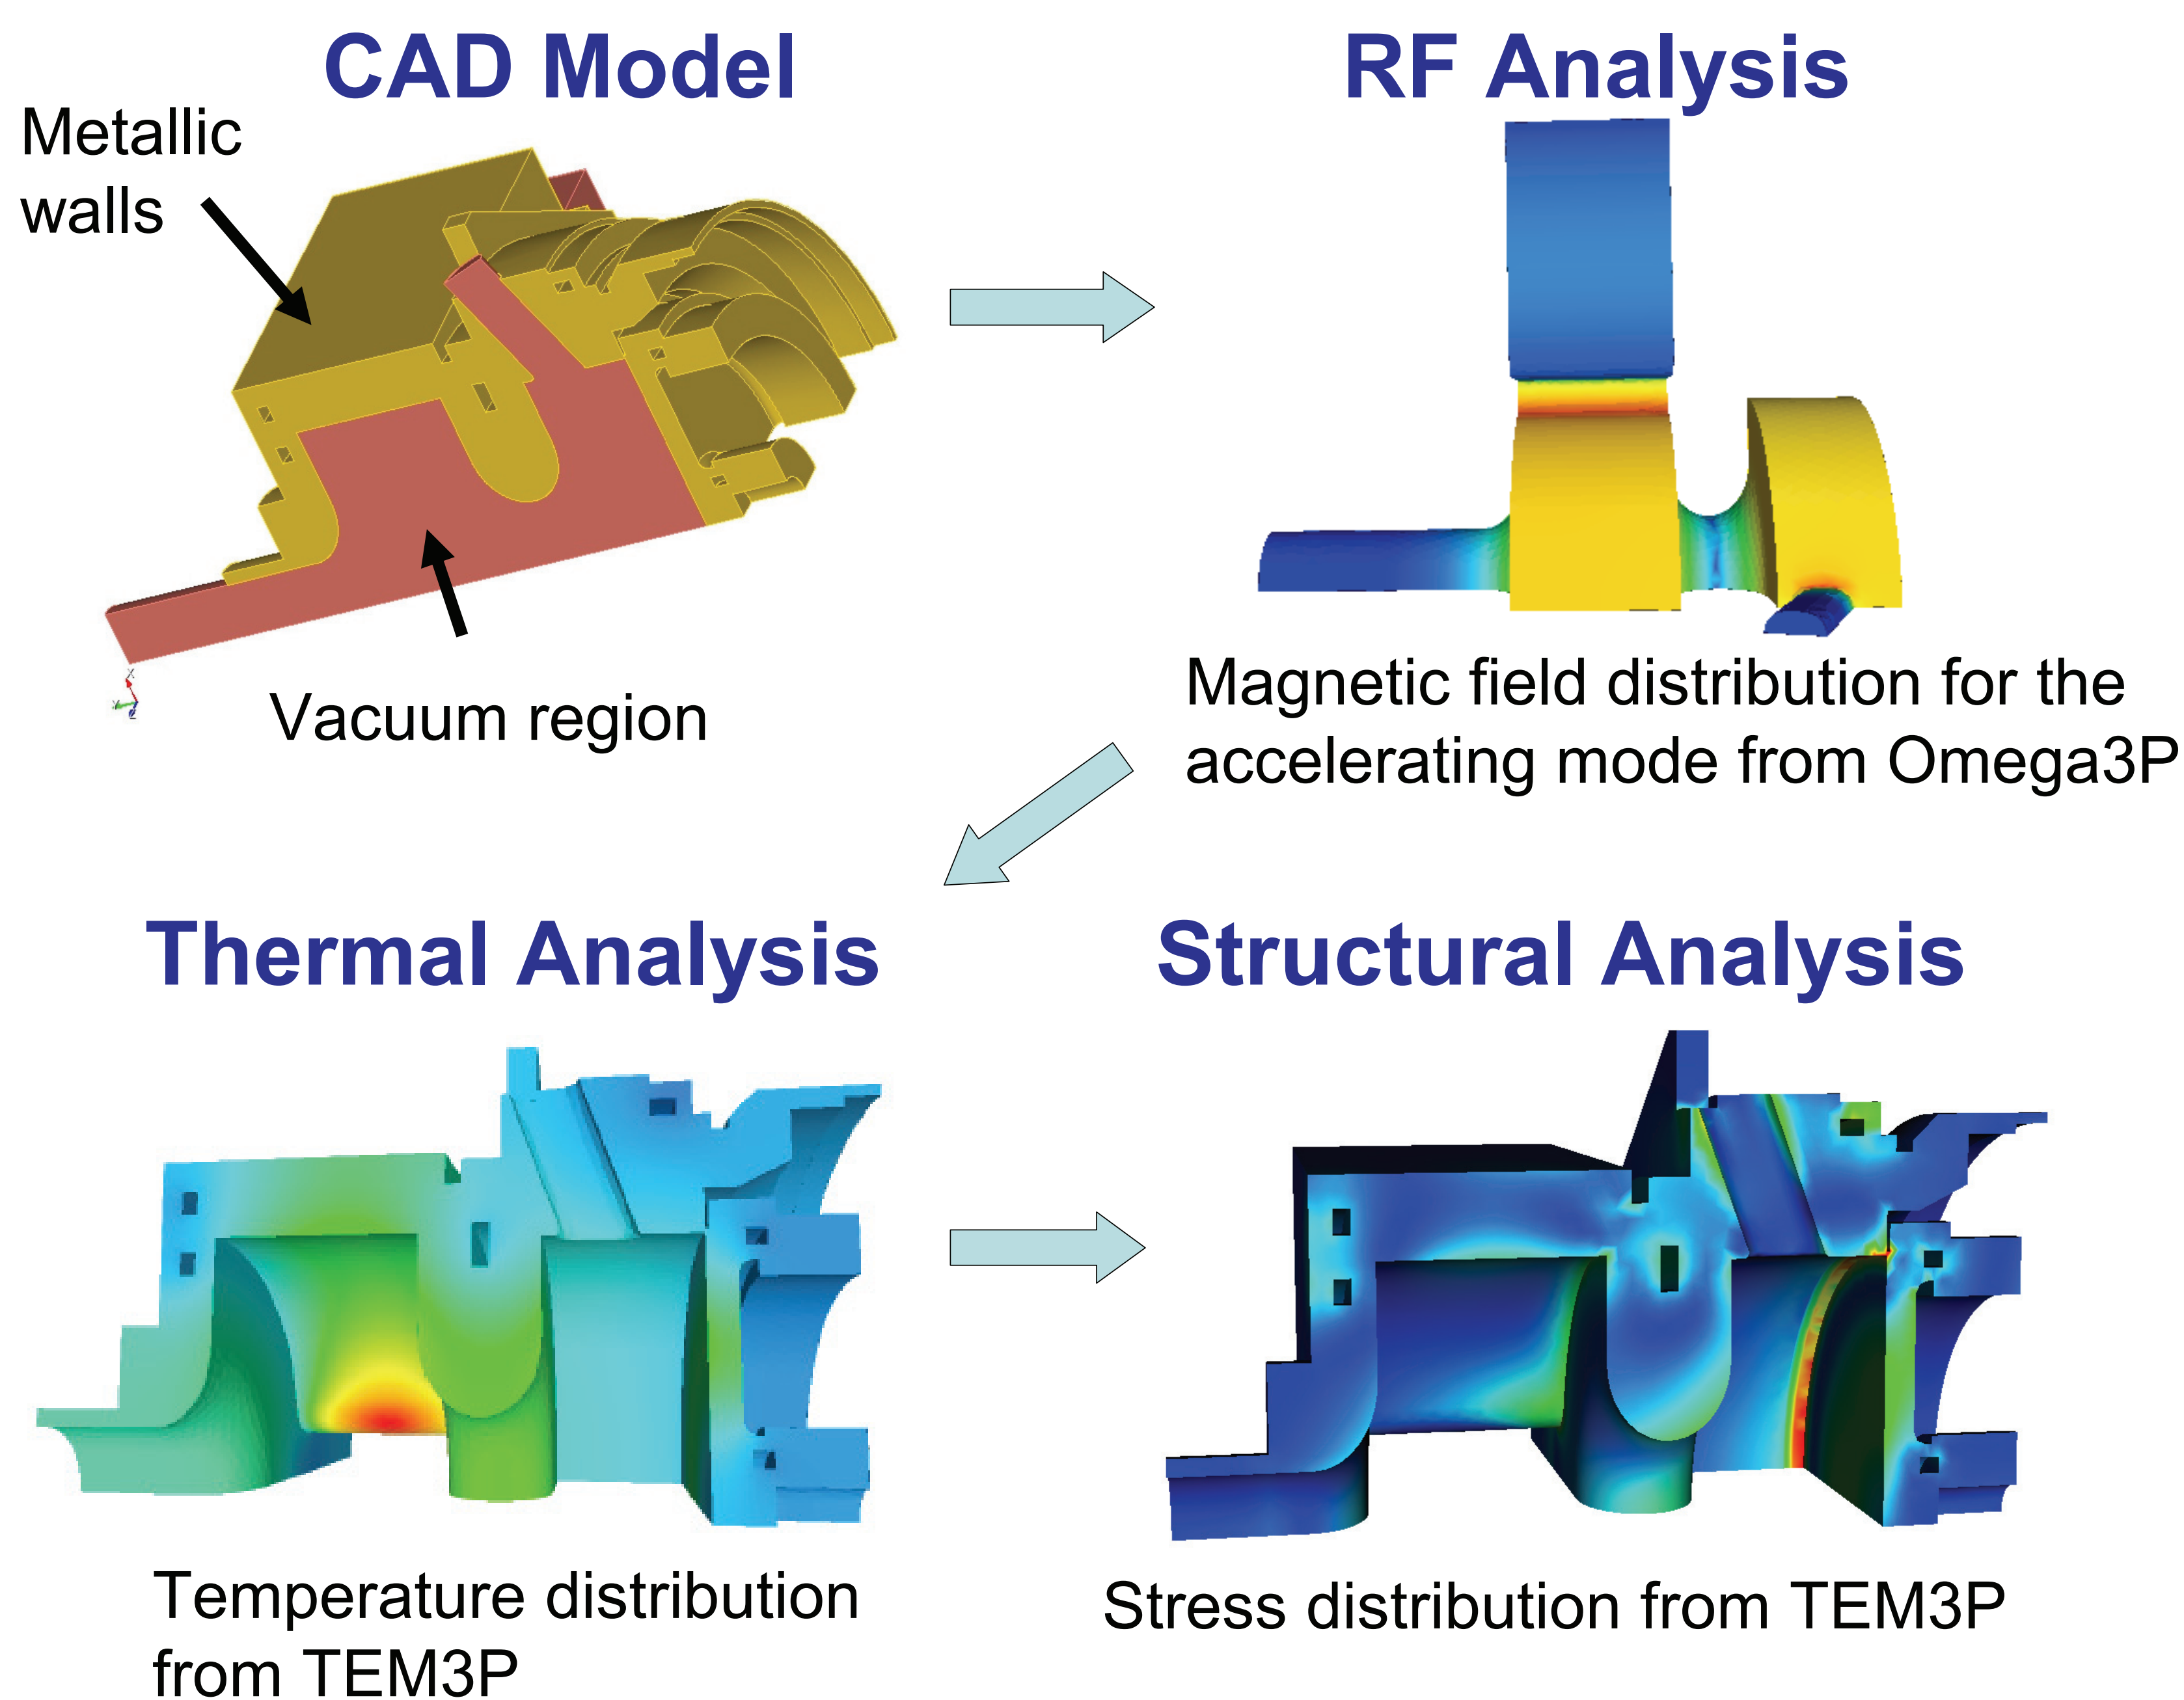 CAD Model
RF Analysis
Metallic
walls
Vacuum region
Magnetic field distribution for the
accelerating mode from Omega3P
Thermal Analysis
Structural Analysis
Temperature distribution
from TEM3P
Stress distribution from TEM3P